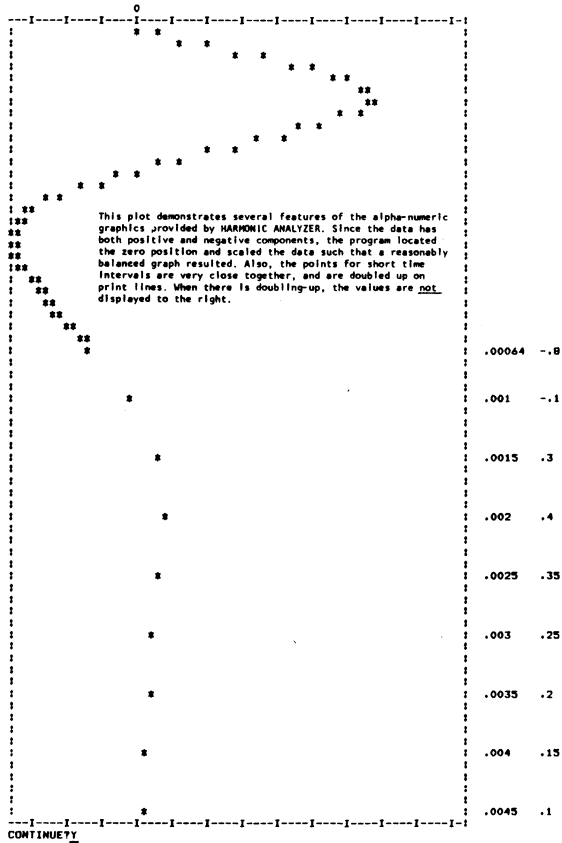 0
---I----I----I----I----I----I----I----I----I----I----I----I----I-
This plot demonstrates several features of the alpha-numeric
graphics provided by HARMONIC ANALYZER. Since the data has
both positive and negative components, the program located
the zero position and scaled the data such that a reasonably
balanced graph resulted. Also, the points for short time
intervals are very close together, and are doubled up on
print lines. When there is doubling-up, the values are not
displayed to the right.
.00064 -.8
.001 -.1
.0015 .3
.002 .4
.0025 .35
.003 .25
.0035 .2
.004 .15
.0045 .1
---I----I----I----I----I----I----I----I----I----I----I----I----I-
CONTINUE?Y